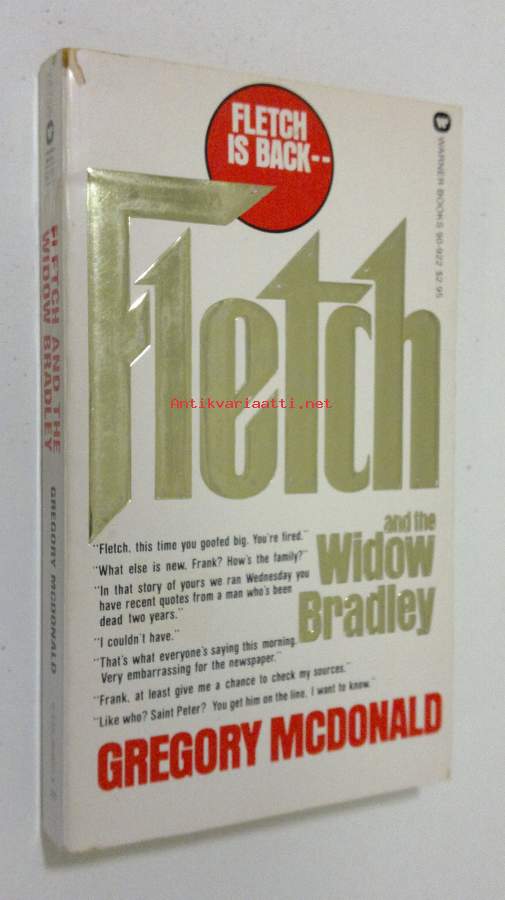 FLETCH
IS BACK--
WARNER BOOKS 90-922 $2.95
Fletch
and the
Widow
Bradley
"Fletch, this time you goofed big. You're fired."
"What else is new, Frank? How's the family?"
"In that story of yours we ran Wednesday you
have recent quotes from a man who's been
dead two years."
"I couldn't have."
"That's what everyone's saying this morning.
Very embarrassing for the newspaper."
"Frank, at least give me a chance to check my sources."
"Like who? Saint Peter? You get him on the line, I want to know."
GREGORY MCDONALD
FLETCH AND THE
WIDOW BRADLEY
GREGORY MCDONALD
Antikvariaatti.net